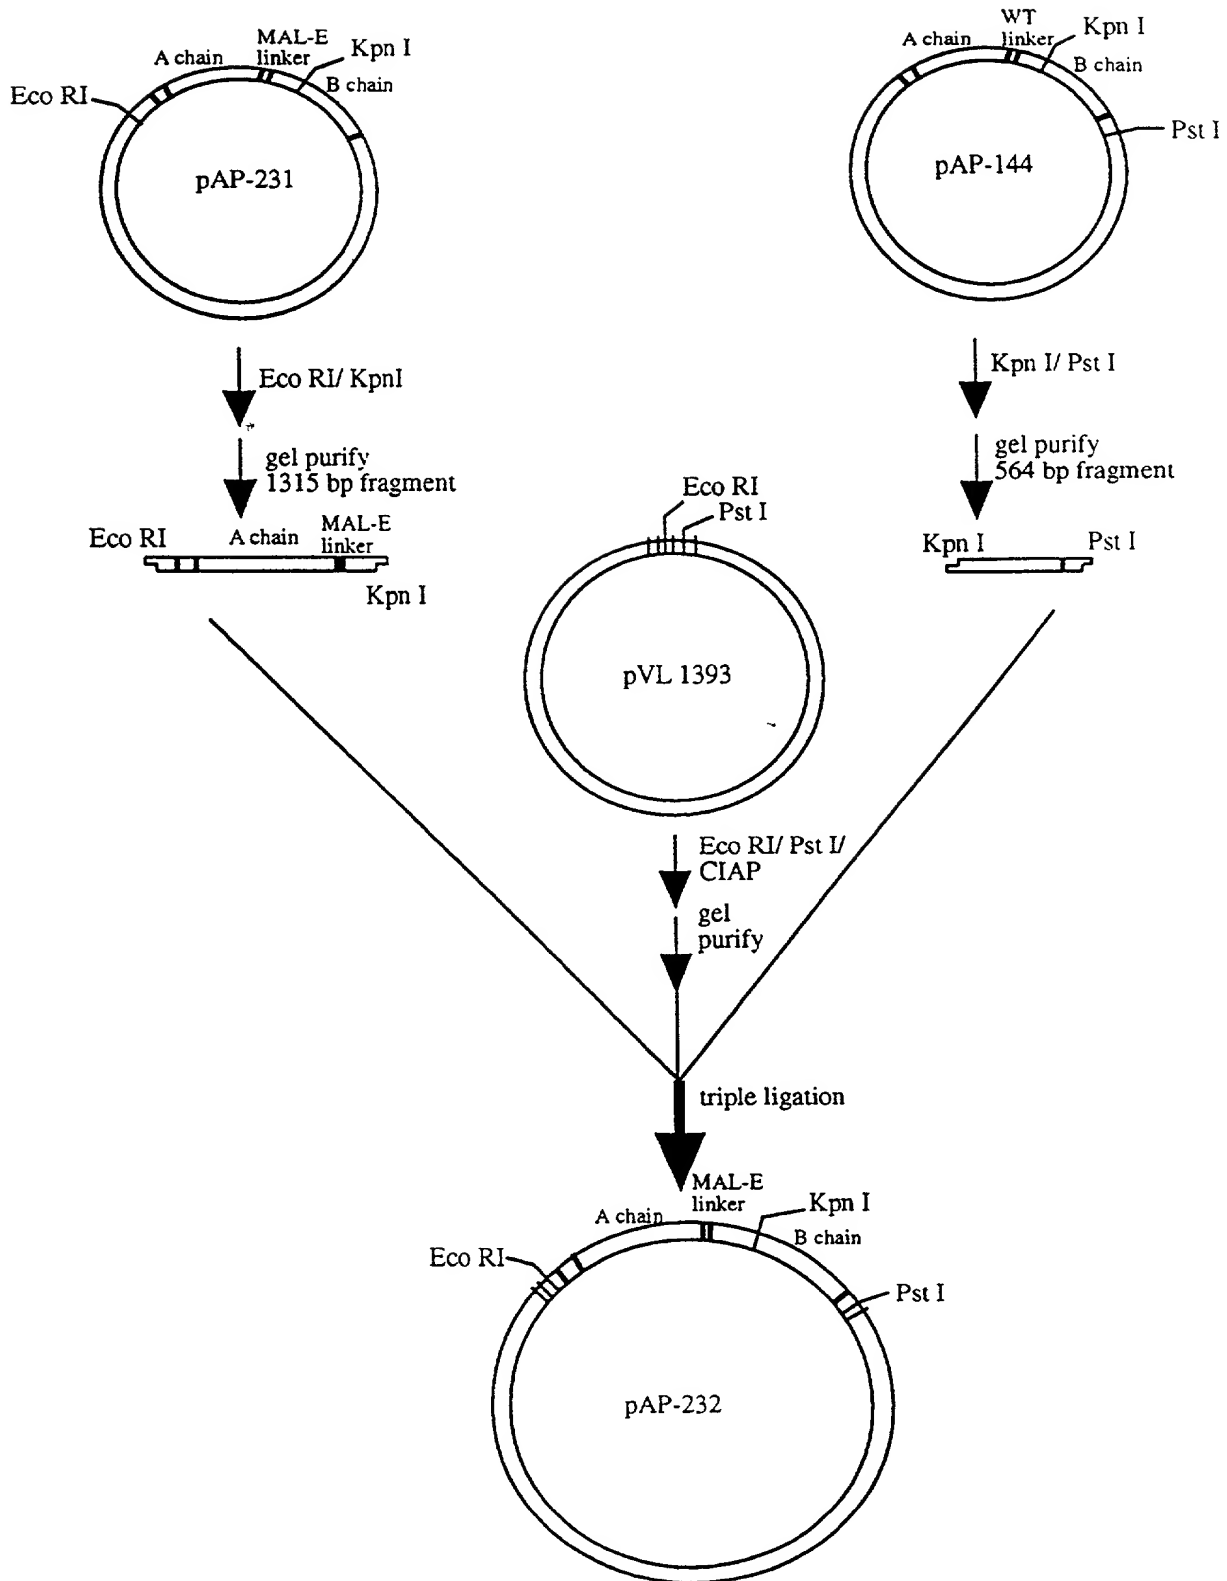 MAL-E
linker
A chain
Kpn I
B chain
Eco RI
pAP-231
WT
linker
A chain
Kpn I
B chain
Pst I
pAP-144
Eco RI/ KpnI
gel purify
1315 bp fragment
Kpn I/ Pst I
gel purify
564 bp fragment
Eco RI
A chain
MAL-E
linker
Kpn I
Eco RI
Pst I
pVL 1393
Kpn I
Pst I
Eco RI/ Pst I/
CIAP
gel
purify
triple ligation
MAL-E
linker
A chain
Kpn I
B chain
Eco RI
Pst I
pAP-232